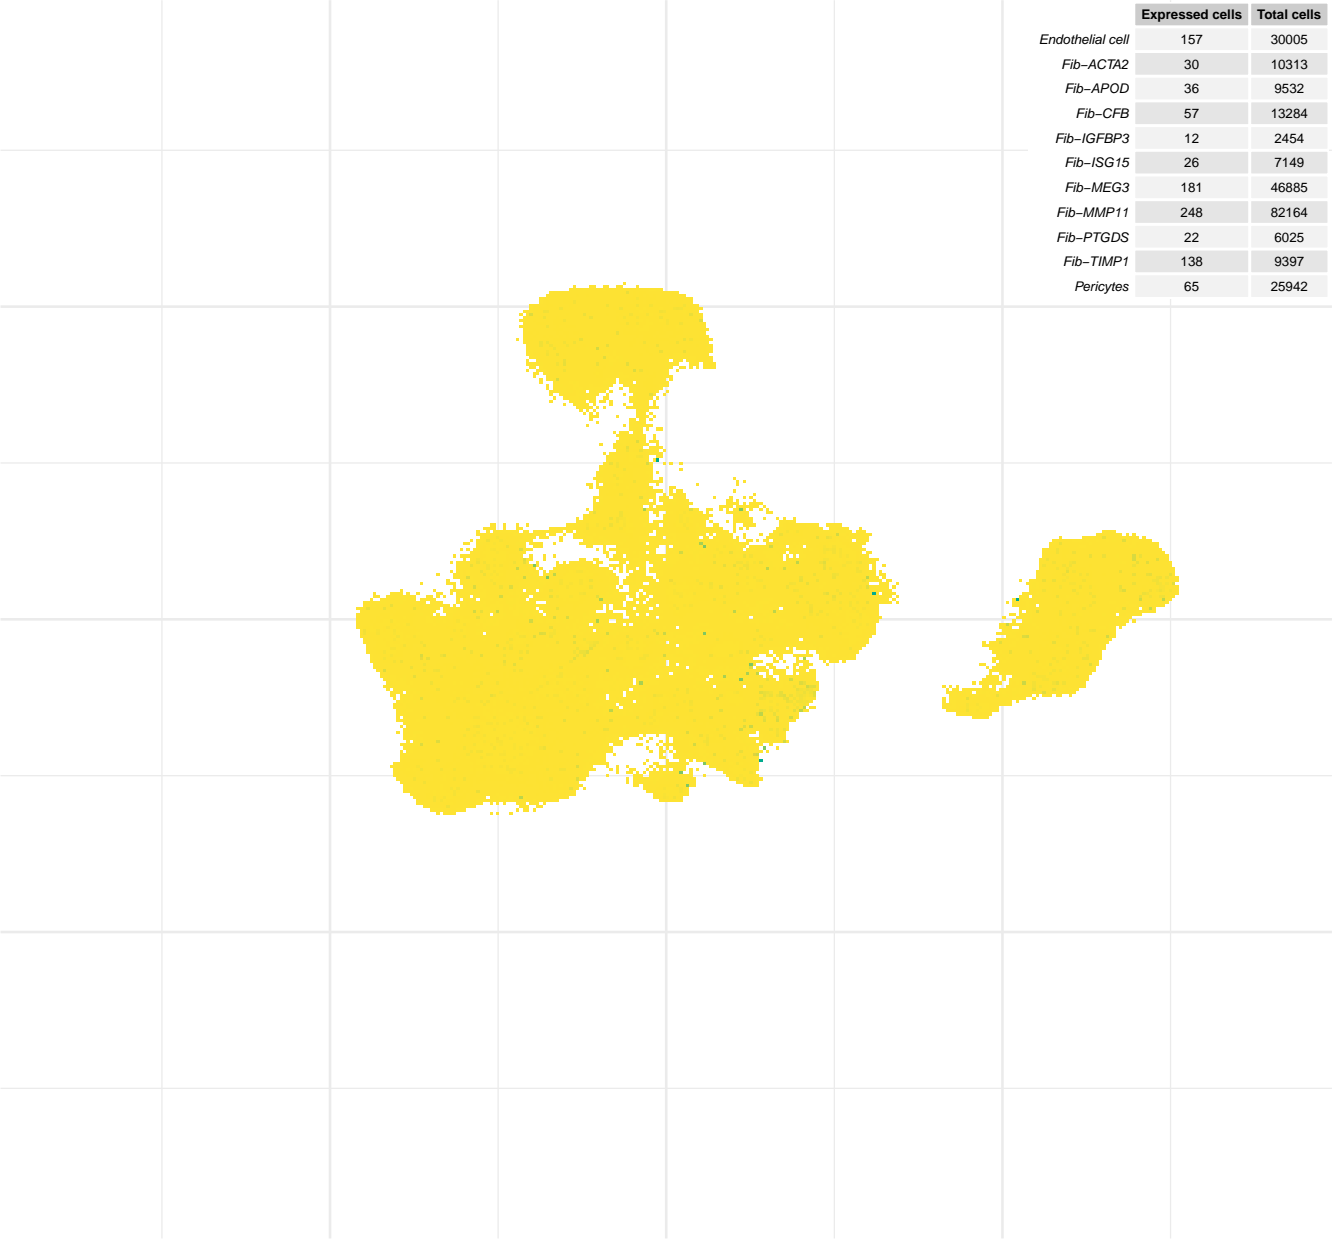 Expressed cells Total cells
Endothelial cell 157 30005
Fib−ACTA2 30 10313
Fib−APOD 36 9532
Fib−CFB 57 13284
Fib−IGFBP3 12 2454
Fib−ISG15 26 7149
Fib−MEG3 181 46885
Fib−MMP11 248 82164
Fib−PTGDS 22 6025
Fib−TIMP1 138 9397
Pericytes 65 25942